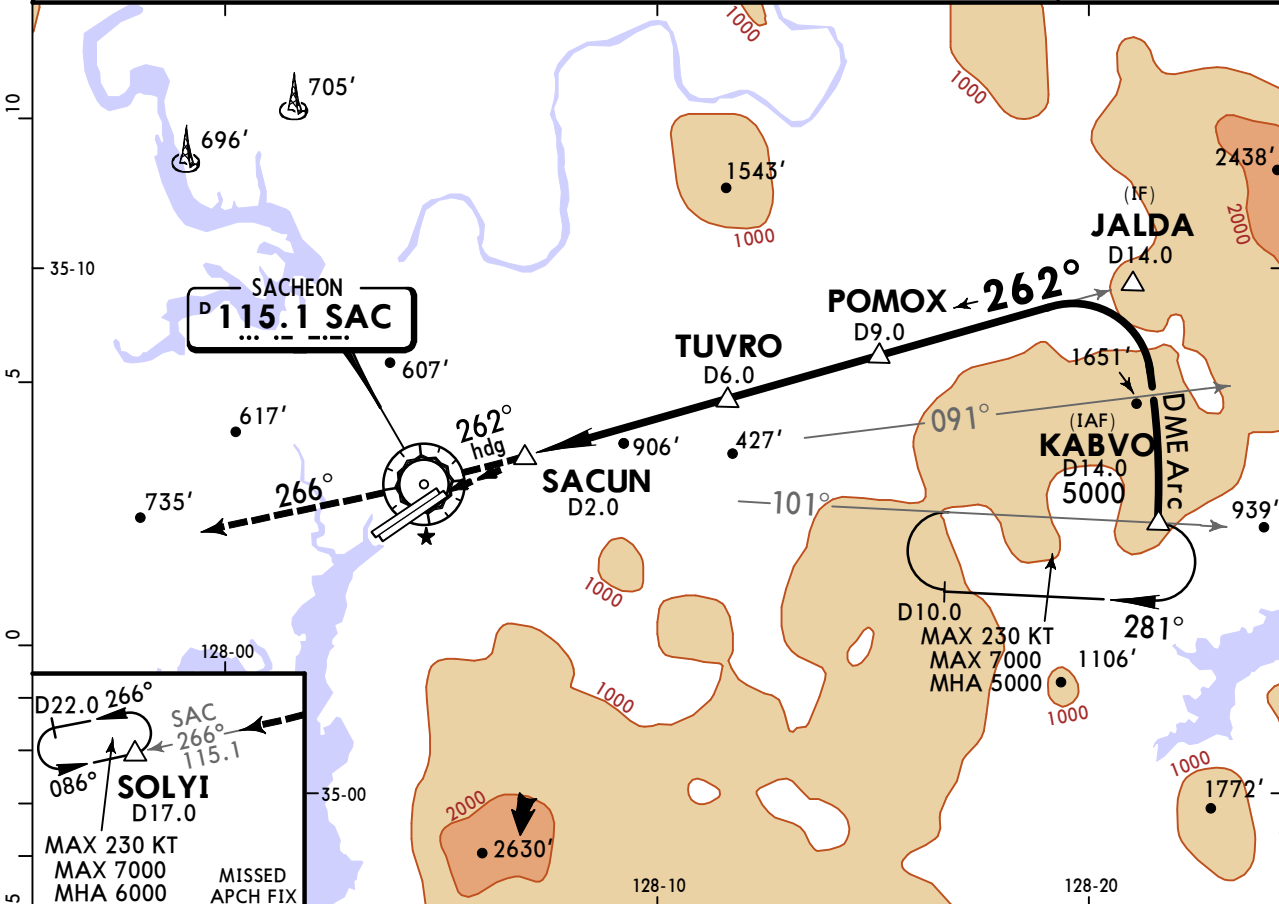 1000
1000
10
705'
696'
1543'
1000
2438'
2000
(IF)
JALDA
D14.0
35-10
SACHEON
D 115.1 SAC
262°
POMOX
D9.0
TUVRO
D6.0
1651'
5
607'
617'
262°
hdg
906'
427'
091°
DME Arc
(IAF)
KABVO
D14.0
5000
SACUN
D2.0
266°
735'
101°
939'
1000
D10.0
281°
MAX 230 KT
MAX 7000
MHA 5000
1106'
1000
0
128-00
1000
D22.0
266°
SAC
266°
115.1
086°
SOLYI
D17.0
MAX 230 KT
MAX 7000
MHA 6000
MISSED
APCH FIX
35-00
2000
2630'
1000
1772'
128-10
128-20
5